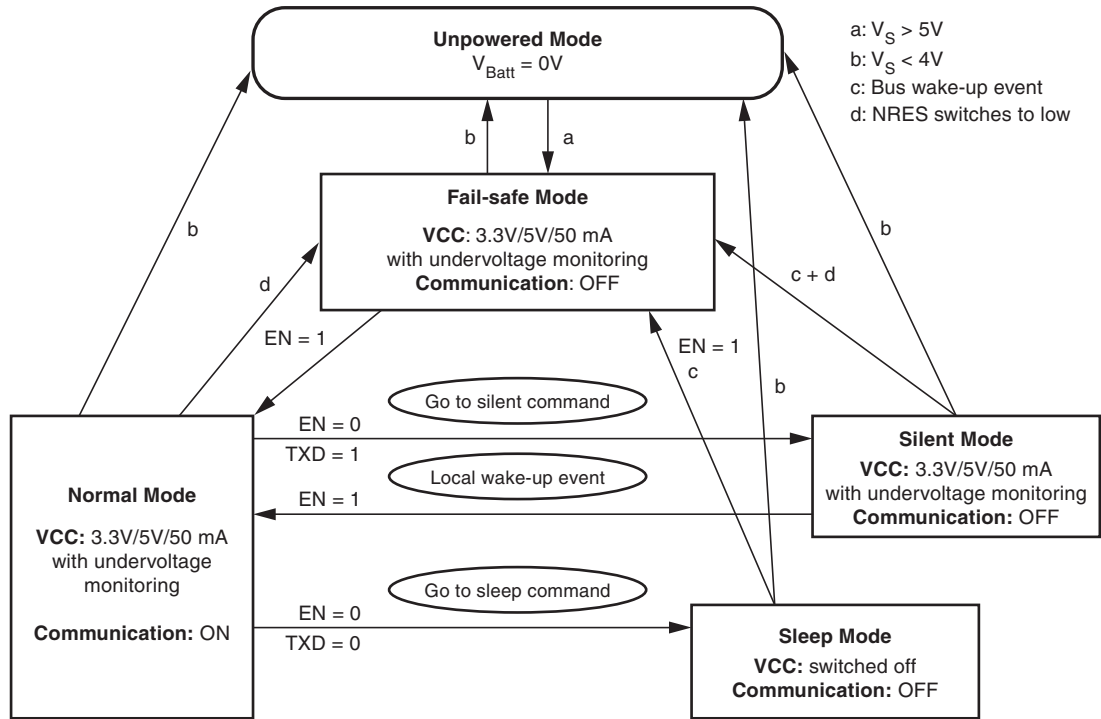 Unpowered Mode
V_Batt = 0V
a: V_S > 5V
b: V_S < 4V
c: Bus wake-up event
d: NRES switches to low
b
a
Fail-safe Mode
VCC: 3.3V/5V/50 mA
with undervoltage monitoring
Communication: OFF
b
d
EN = 1
b
c + d
EN = 1
c
b
Go to silent command
EN = 0
TXD = 1
Local wake-up event
EN = 1
Silent Mode
VCC: 3.3V/5V/50 mA
with undervoltage monitoring
Communication: OFF
Normal Mode
VCC: 3.3V/5V/50 mA
with undervoltage
monitoring
Communication: ON
Go to sleep command
EN = 0
TXD = 0
Sleep Mode
VCC: switched off
Communication: OFF